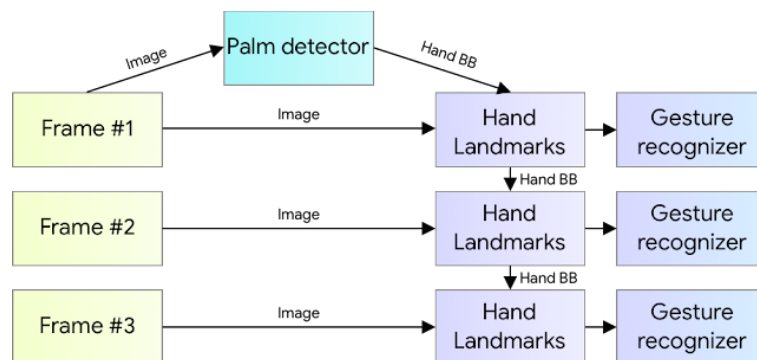 Image
Palm detector
Hand BB
Frame #1
Image
Hand
Landmarks
Gesture
recognizer
Hand BB
Frame #2
Image
Hand
Landmarks
Gesture
recognizer
Hand BB
Frame #3
Image
Hand
Landmarks
Gesture
recognizer